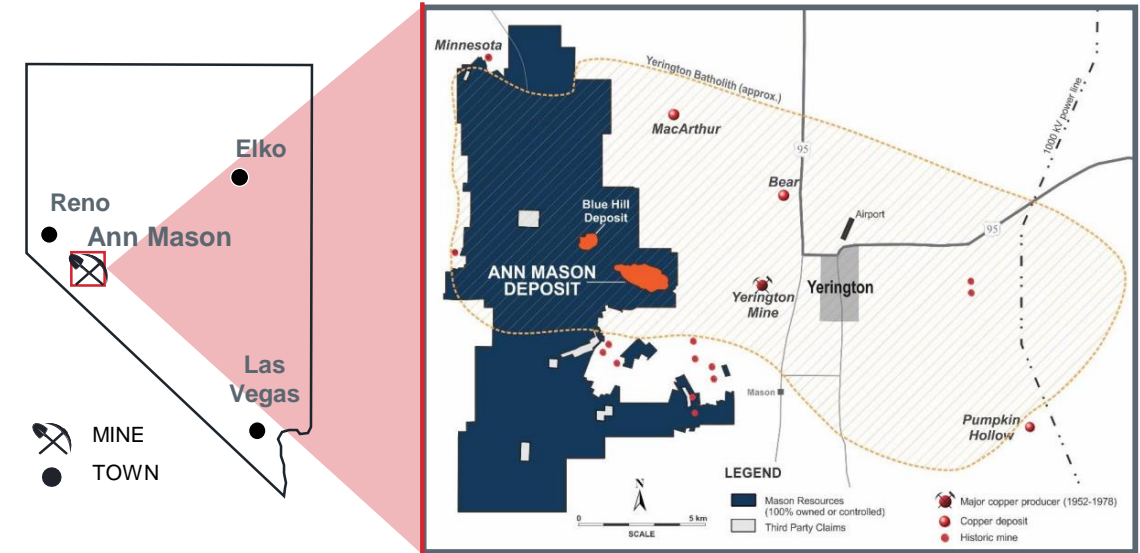 Elko
Reno
Ann Mason
Las
Vegas
MINE
TOWN
Minnesota
Yerington Batholith (approx.)
1000 kV power line
MacArthur
95
Bear
Blue Hill
Deposit
Airport
95
ANN MASON
DEPOSIT
Yerington
Mine
Yerington
Mason
Pumpkin
Hollow
LEGEND
Mason Resources
(100% owned or controlled)
Third Party Claims
N
0 5 km
SCALE
Major copper producer (1952-1978)
Copper deposit
Historic mine